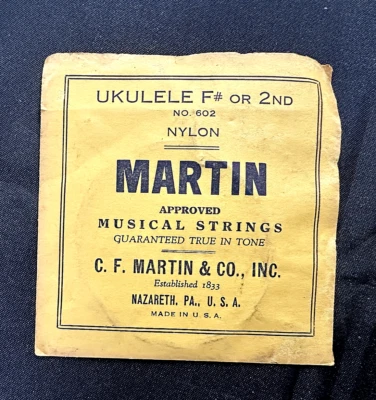 UKULELE F# OR 2ND
NO. 602
NYLON
MARTIN
APPROVED
MUSICAL STRINGS
GUARANTEED TRUE IN TONE
C. F. MARTIN & CO., INC.
Established 1833
NAZARETH, PA., U. S. A.
MADE IN U. S. A.